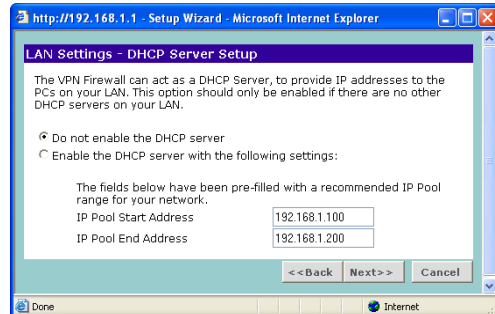 http://192.168.1.1 - Setup Wizard - Microsoft Internet Explorer
LAN Settings - DHCP Server Setup
The VPN Firewall can act as a DHCP Server, to provide IP addresses to the
PCs on your LAN. This option should only be enabled if there are no other
DHCP servers on your LAN.
Do not enable the DHCP server
Enable the DHCP server with the following settings:
The fields below have been pre-filled with a recommended IP Pool
range for your network.
IP Pool Start Address 192.168.1.100
IP Pool End Address 192.168.1.200
<<Back Next>> Cancel
Done Internet